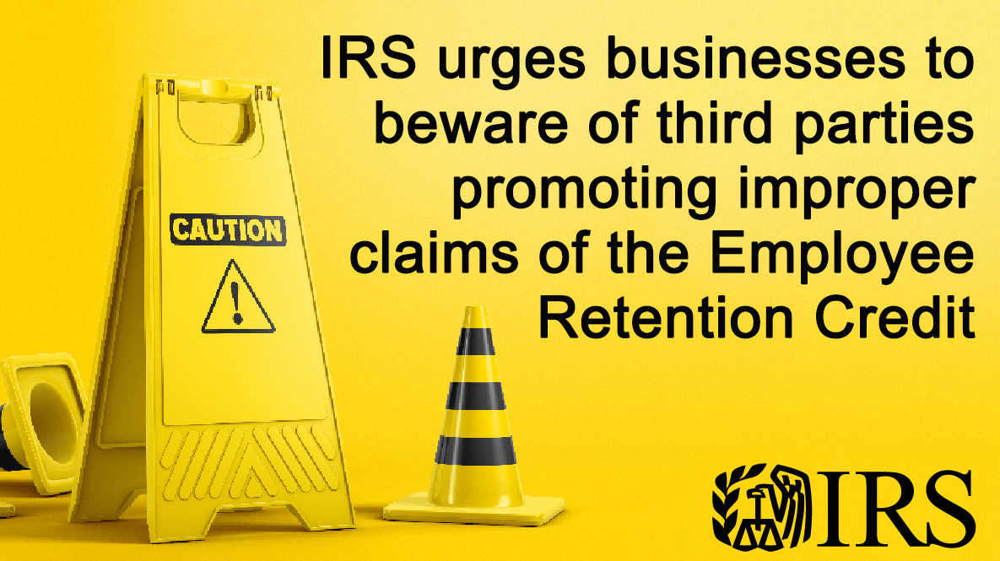 IRS urges businesses to
beware of third parties
promoting improper
claims of the Employee
Retention Credit
CAUTION
!
IRS